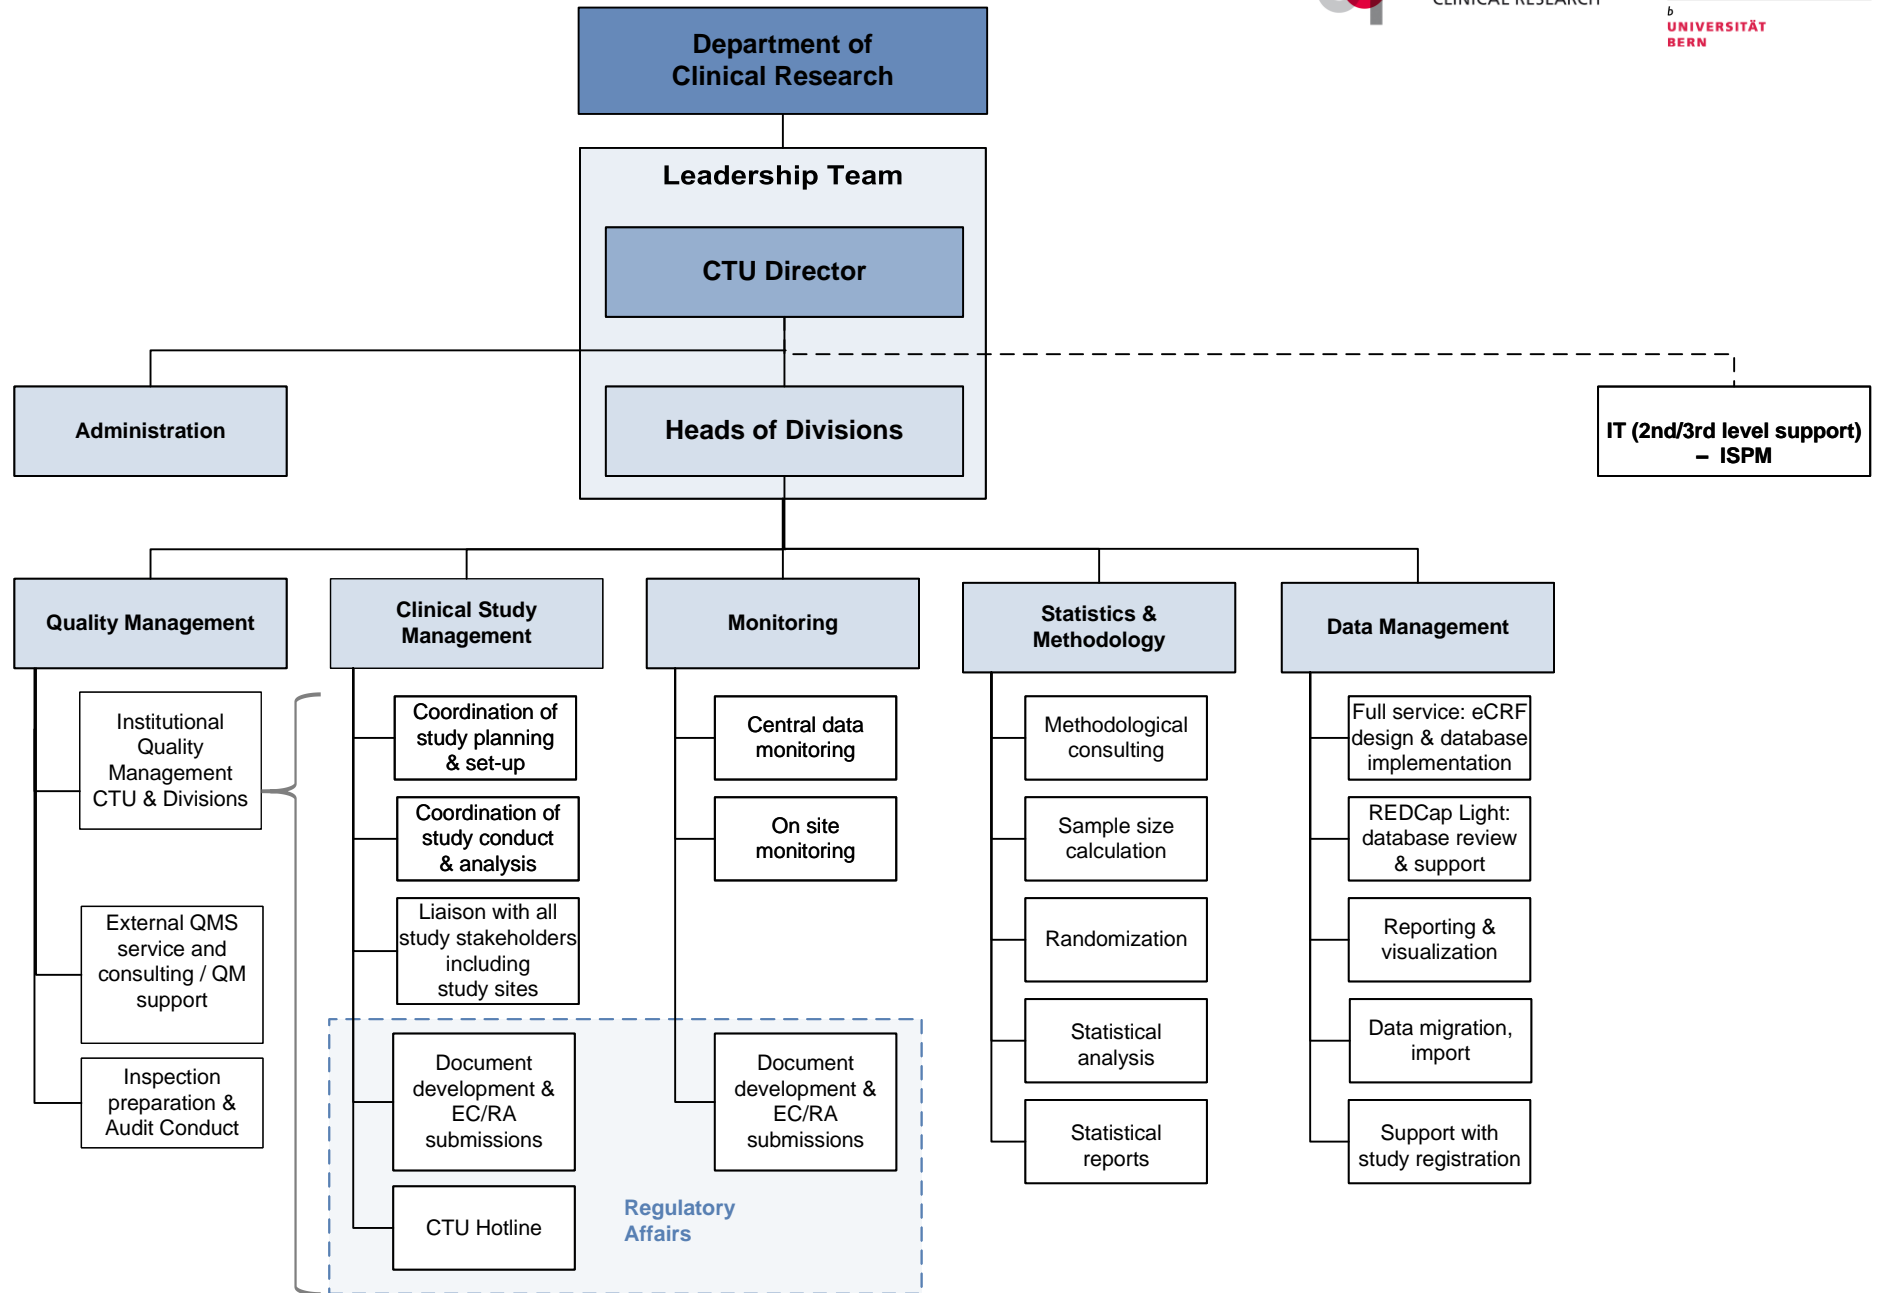 CLINICAL RESEARCH
b
UNIVERSITÄT
BERN
Department of
Clinical Research
Leadership Team
CTU Director
Administration
Heads of Divisions
IT (2nd/3rd level support)
– ISPM
Quality Management
Clinical Study
Management
Monitoring
Statistics &
Methodology
Data Management
Institutional
Quality
Management
CTU & Divisions
External QMS
service and
consulting / QM
support
Inspection
preparation &
Audit Conduct
Coordination of
study planning
& set-up
Coordination of
study conduct
& analysis
Liaison with all
study stakeholders
including
study sites
Document
development &
EC/RA
submissions
CTU Hotline
Central data
monitoring
On site
monitoring
Document
development &
EC/RA
submissions
Regulatory
Affairs
Methodological
consulting
Sample size
calculation
Randomization
Statistical
analysis
Statistical
reports
Full service: eCRF
design & database
implementation
REDCap Light:
database review
& support
Reporting &
visualization
Data migration,
import
Support with
study registration